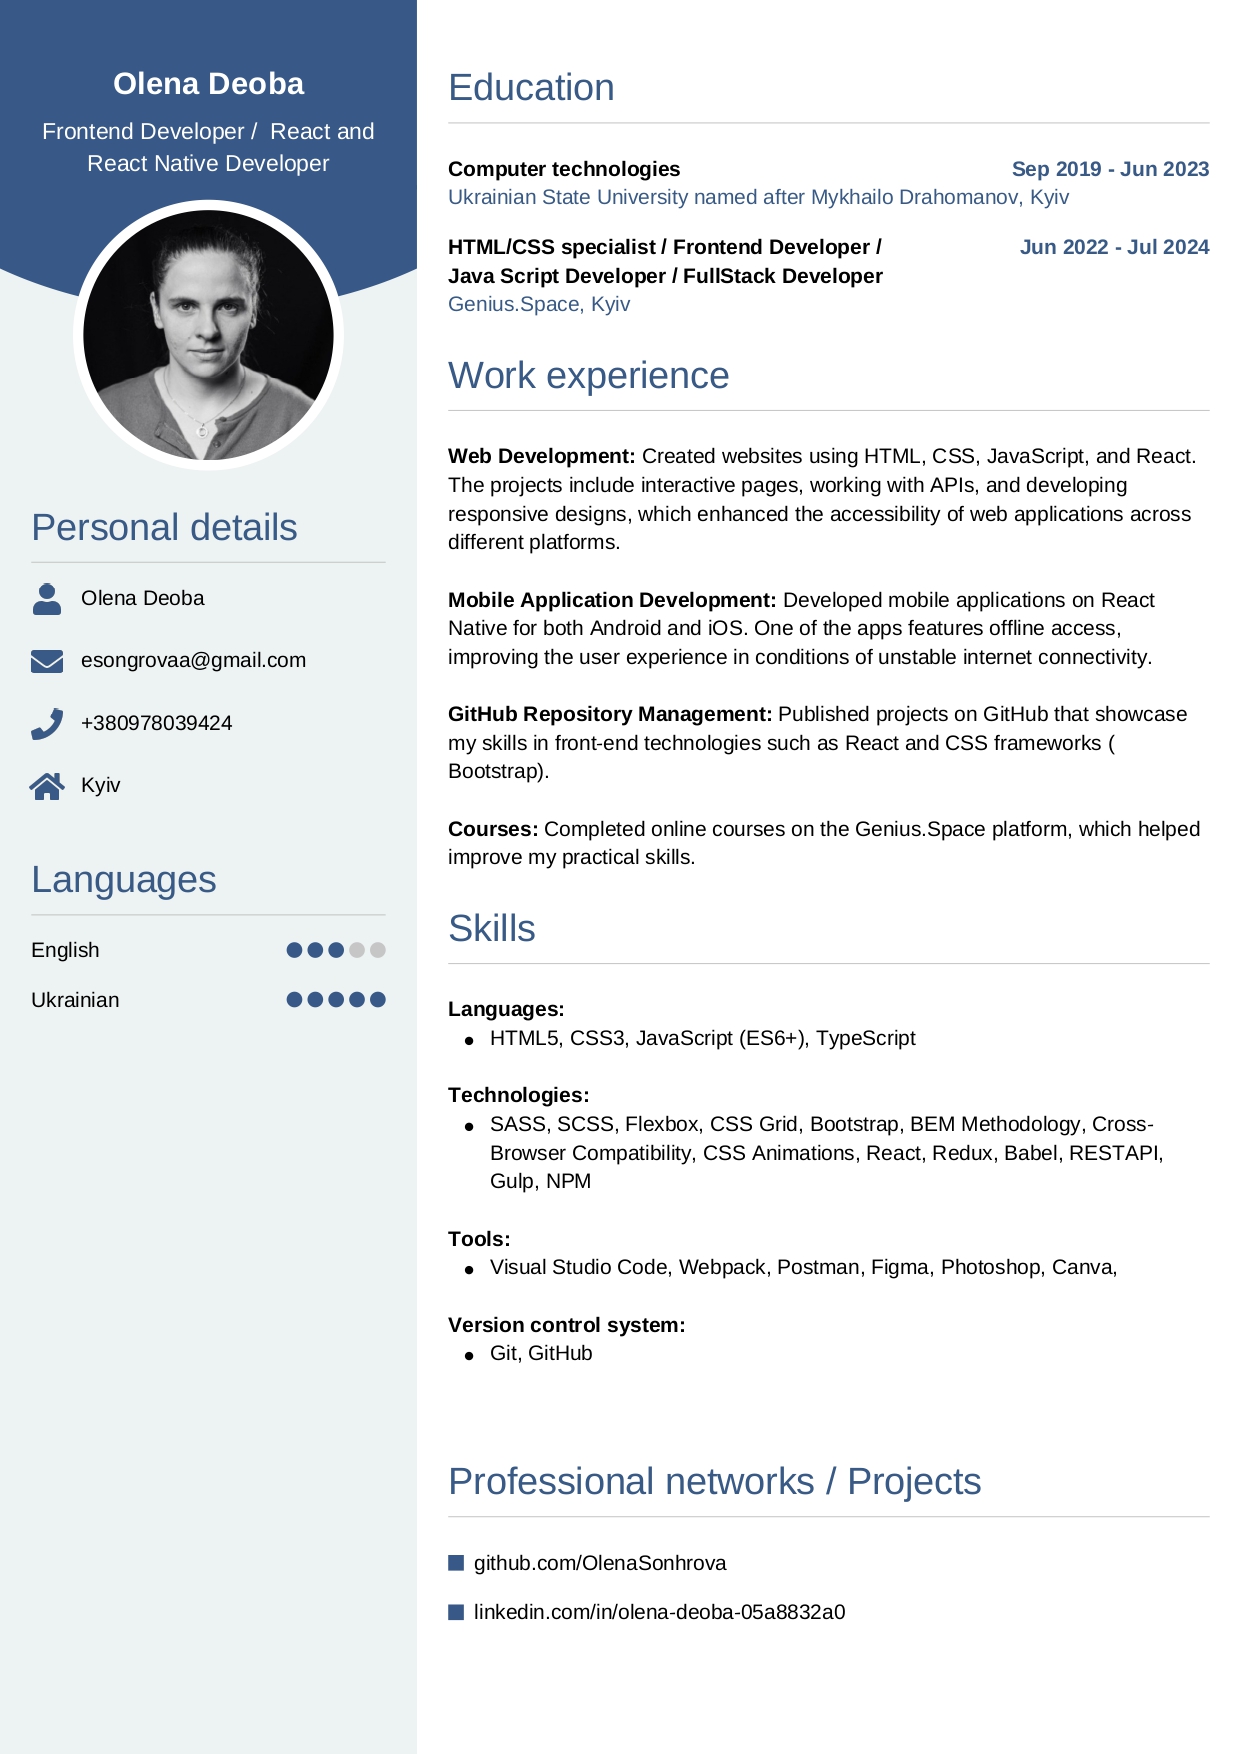 Olena Deoba
Frontend Developer /  React and
React Native Developer
Personal details
Olena Deoba
esongrovaa@gmail.com
+380978039424
Kyiv
Languages
English
Ukrainian
Education
Computer technologies Sep 2019 - Jun 2023
Ukrainian State University named after Mykhailo Drahomanov, Kyiv
HTML/CSS specialist / Frontend Developer / Jun 2022 - Jul 2024
Java Script Developer / FullStack Developer
Genius.Space, Kyiv
Work experience
Web Development: Created websites using HTML, CSS, JavaScript, and React.
The projects include interactive pages, working with APIs, and developing
responsive designs, which enhanced the accessibility of web applications across
different platforms.
Mobile Application Development: Developed mobile applications on React
Native for both Android and iOS. One of the apps features offline access,
improving the user experience in conditions of unstable internet connectivity.
GitHub Repository Management: Published projects on GitHub that showcase
my skills in front-end technologies such as React and CSS frameworks (
Bootstrap).
Courses: Completed online courses on the Genius.Space platform, which helped
improve my practical skills.
Skills
Languages:
• HTML5, CSS3, JavaScript (ES6+), TypeScript
Technologies:
• SASS, SCSS, Flexbox, CSS Grid, Bootstrap, BEM Methodology, Cross-
Browser Compatibility, CSS Animations, React, Redux, Babel, RESTAPI,
Gulp, NPM
Tools:
• Visual Studio Code, Webpack, Postman, Figma, Photoshop, Canva,
Version control system:
• Git, GitHub
Professional networks / Projects
github.com/OlenaSonhrova
linkedin.com/in/olena-deoba-05a8832a0